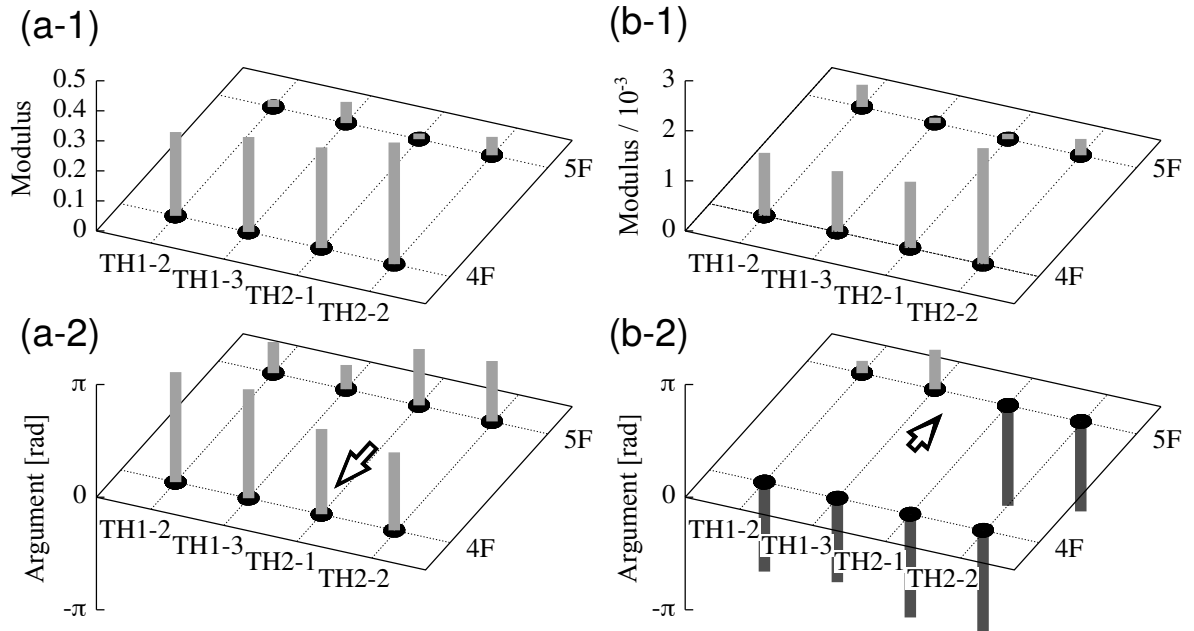 (a-1)
Modulus
0.5
0.4
0.3
0.2
0.1
0
TH1-2
TH1-3
TH2-1
TH2-2
4F
5F
(b-1)
Modulus / 10⁻³
3
2
1
0
TH1-2
TH1-3
TH2-1
TH2-2
4F
5F
(a-2)
Argument [rad]
π
0
-π
TH1-2
TH1-3
TH2-1
TH2-2
4F
5F
(b-2)
Argument [rad]
π
0
-π
TH1-2
TH1-3
TH2-1
TH2-2
4F
5F